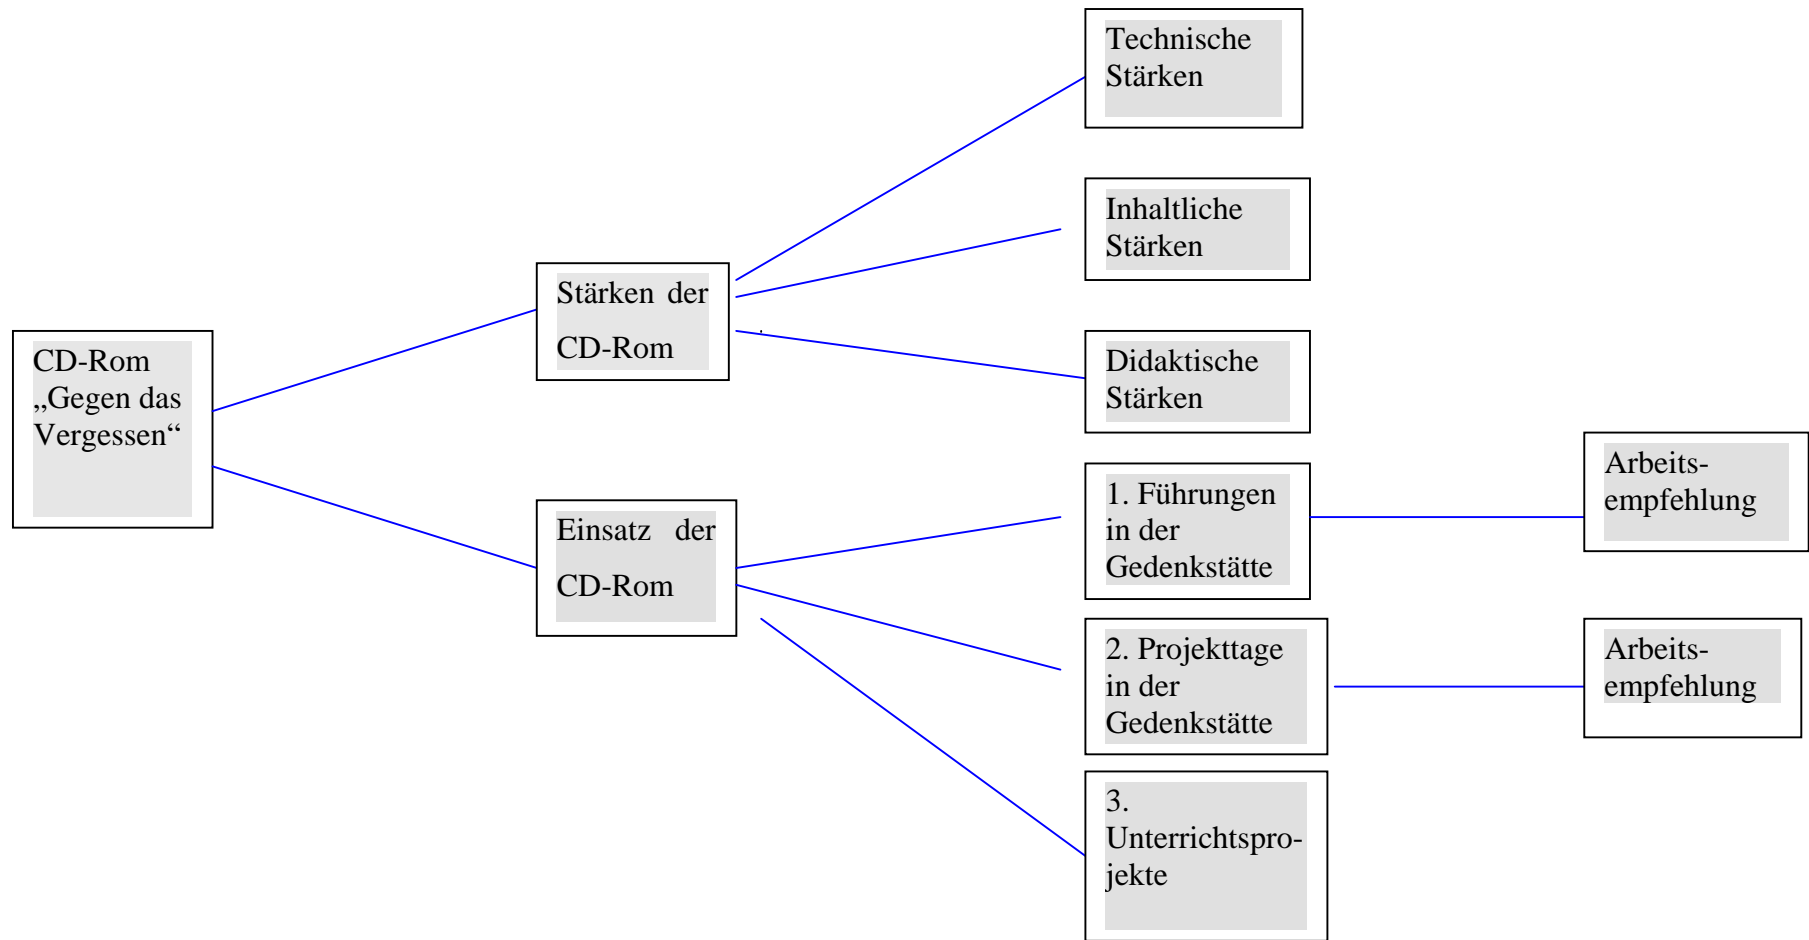 CD-Rom
„Gegen das
Vergessen“
Stärken der
CD-Rom
Technische
Stärken
Inhaltliche
Stärken
Didaktische
Stärken
Einsatz der
CD-Rom
1. Führungen
in der
Gedenkstätte
Arbeits-
empfehlung
2. Projekttage
in der
Gedenkstätte
Arbeits-
empfehlung
3.
Unterrichtspro-
jekte